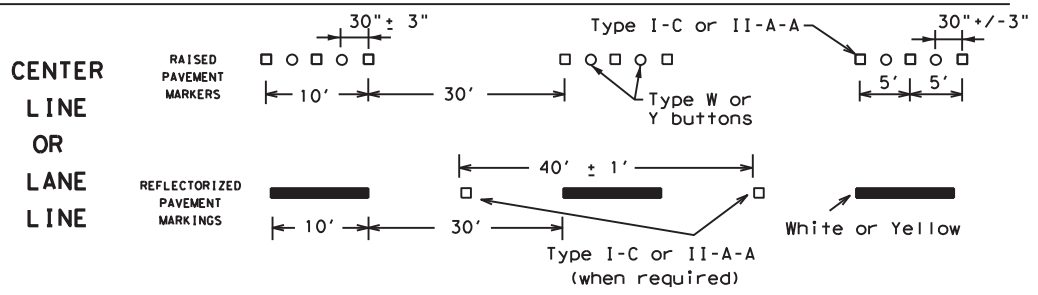 CENTER
LINE
OR
LANE
LINE
RAISED
PAVEMENT
MARKERS
30"± 3"
Type I-C or II-A-A
30"+/-3"
10'
30'
5'
5'
Type W or
Y buttons
REFLECTORIZED
PAVEMENT
MARKINGS
40' ± 1'
10'
30'
White or Yellow
Type I-C or II-A-A
(when required)